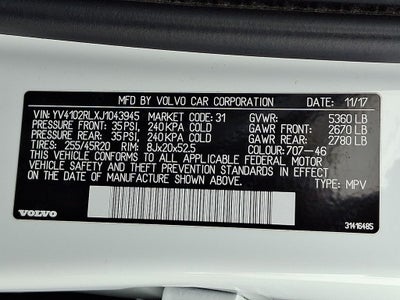 MFD BY VOLVO CAR CORPORATION DATE: 11/17
VIN: YV4102RLXJ1043945 MARKET CODE: 31 GVWR: 5360 LB
PRESSURE FRONT: 35PSI, 240KPA COLD GAWR FRONT: 2670 LB
PRESSURE REAR: 35PSI, 240KPA COLD GAWR REAR: 2780 LB
TIRES: 255/45R20 RIM: 8Jx20x52.5 COLOUR: 707-46
THIS VEHICLE CONFORMS TO ALL APPLICABLE FEDERAL MOTOR
VEHICLE SAFETY AND THEFT PREVENTION STANDARDS IN EFFECT
ON THE DATE OF MANUFACTURE SHOWN ABOVE. TYPE: MPV
VOLVO 31416485